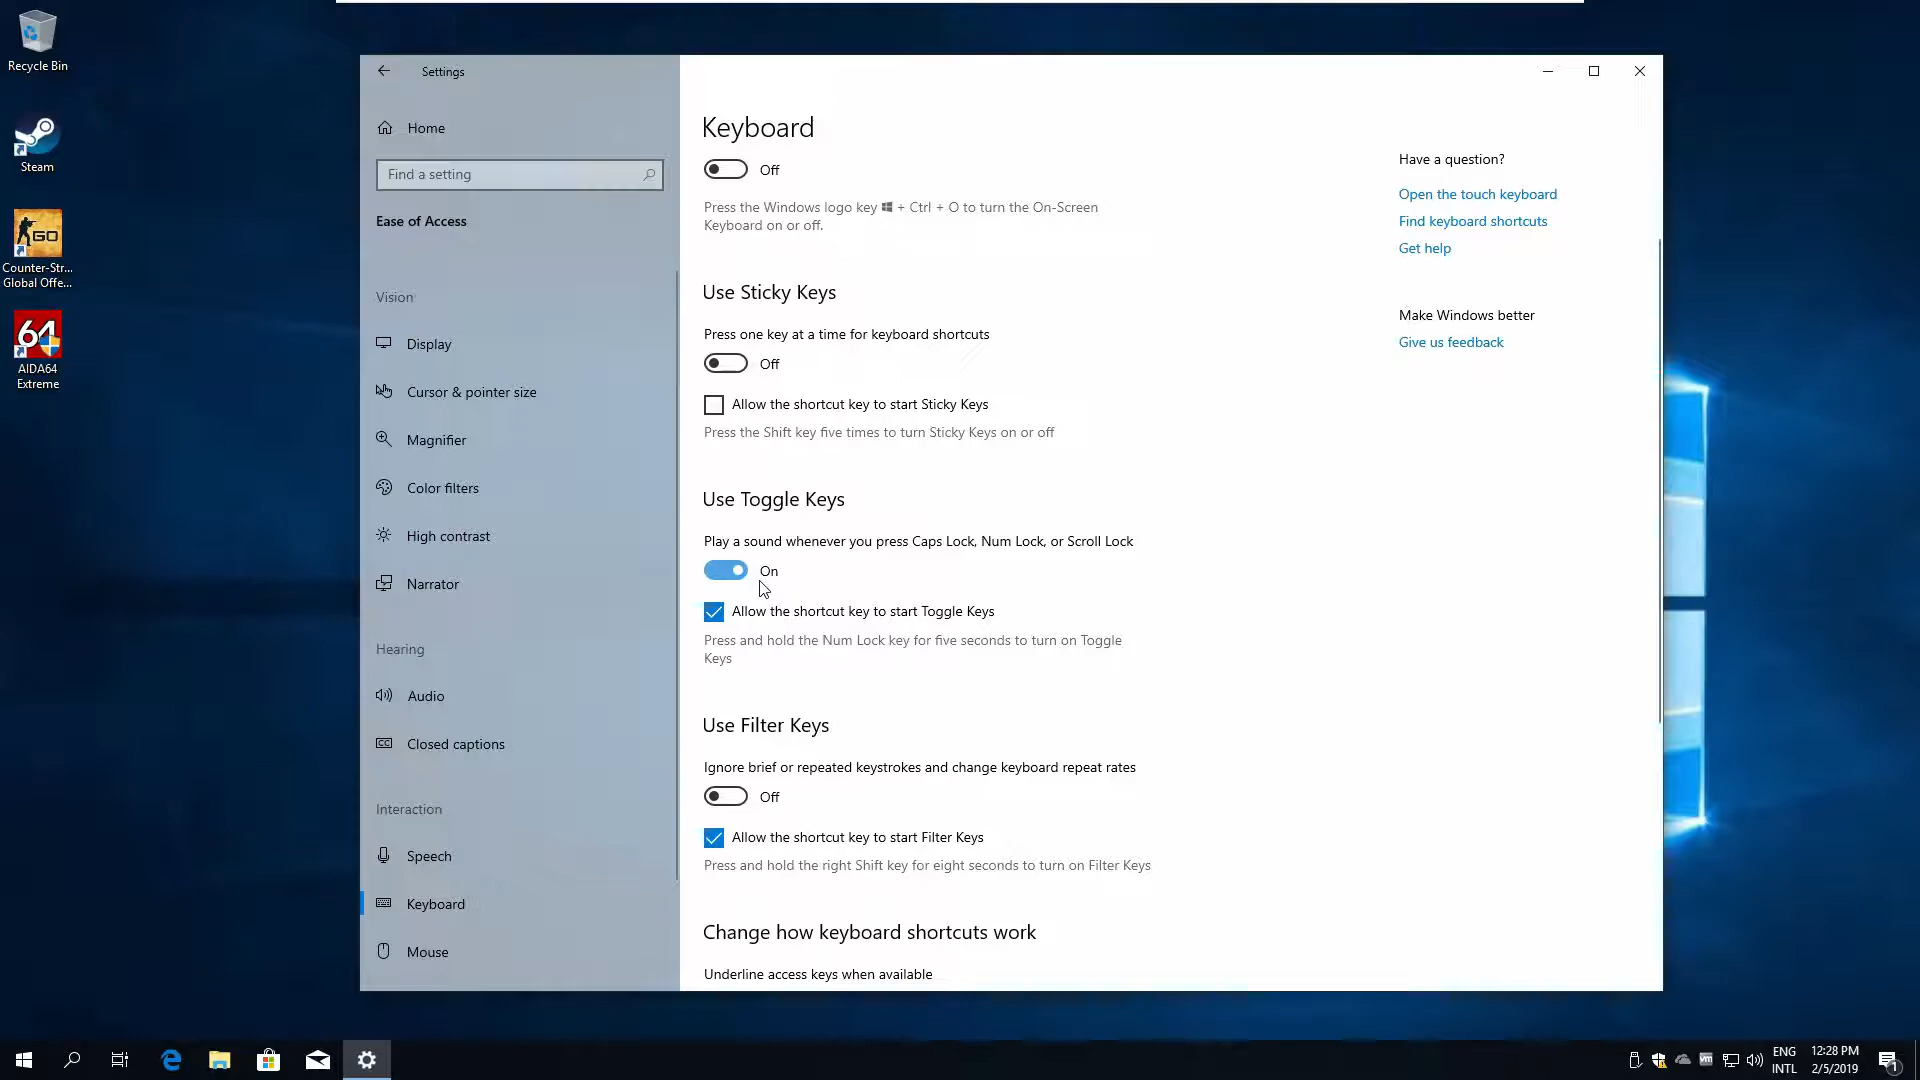 Recycle Bin
Steam
GO
Counter-Str...
Global Offe...
64
AIDA64
Extreme
Settings
Home
Find a setting
Ease of Access
Vision
Display
Cursor & pointer size
Magnifier
Color filters
High contrast
Narrator
Hearing
Audio
CC
Closed captions
Interaction
Speech
Keyboard
Mouse
Keyboard
Off
Press the Windows logo key + Ctrl + O to turn the On-Screen
Keyboard on or off.
Use Sticky Keys
Press one key at a time for keyboard shortcuts
Off
Allow the shortcut key to start Sticky Keys
Press the Shift key five times to turn Sticky Keys on or off
Use Toggle Keys
Play a sound whenever you press Caps Lock, Num Lock, or Scroll Lock
On
Allow the shortcut key to start Toggle Keys
Press and hold the Num Lock key for five seconds to turn on Toggle
Keys
Use Filter Keys
Ignore brief or repeated keystrokes and change keyboard repeat rates
Off
Allow the shortcut key to start Filter Keys
Press and hold the right Shift key for eight seconds to turn on Filter Keys
Change how keyboard shortcuts work
Underline access keys when available
Have a question?
Open the touch keyboard
Find keyboard shortcuts
Get help
Make Windows better
Give us feedback
vm
ENG
INTL
12:28 PM
2/5/2019
1